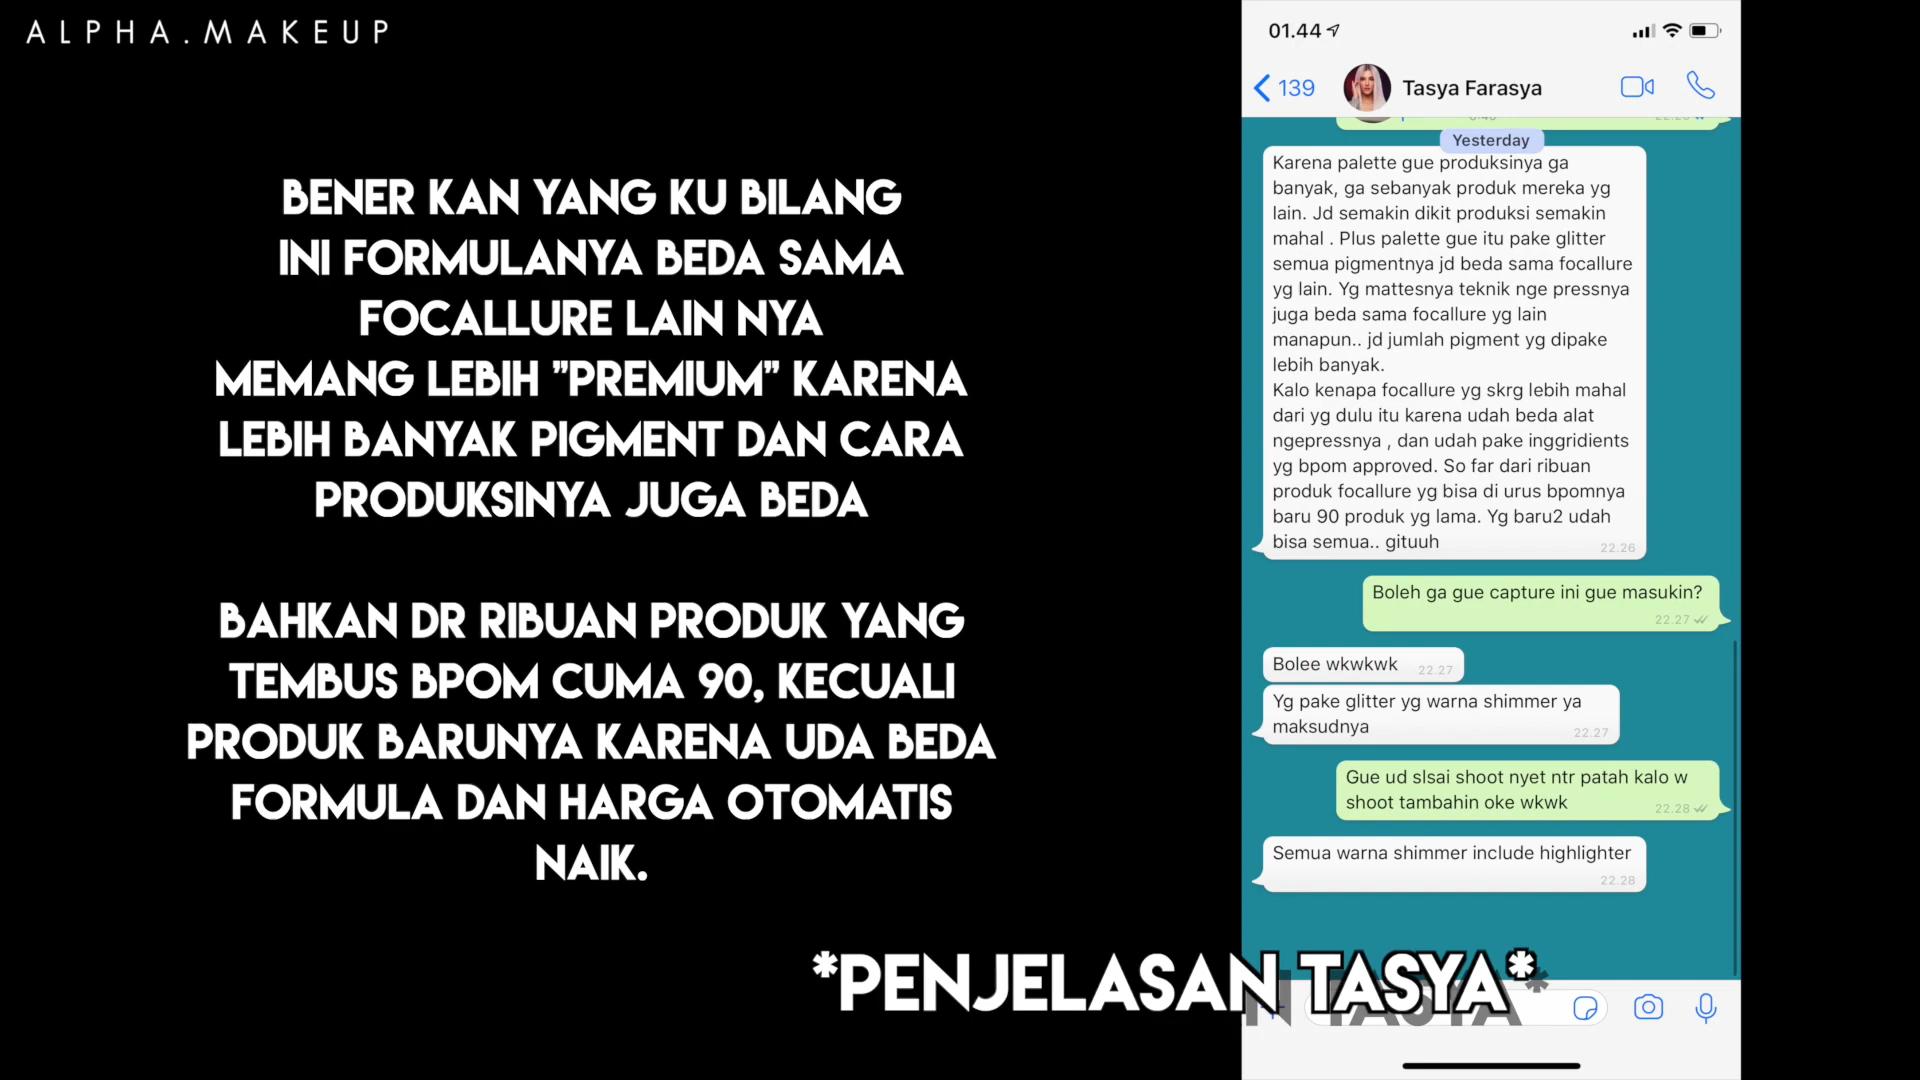 ALPHA.MAKEUP
BENER KAN YANG KU BILANG
INI FORMULANYA BEDA SAMA
FOCALLURE LAIN NYA
MEMANG LEBIH "PREMIUM" KARENA
LEBIH BANYAK PIGMENT DAN CARA
PRODUKSINYA JUGA BEDA
BAHKAN DR RIBUAN PRODUK YANG
TEMBUS BPOM CUMA 90, KECUALI
PRODUK BARUNYA KARENA UDA BEDA
FORMULA DAN HARGA OTOMATIS
NAIK.
01.44
139
Tasya Farasya
Yesterday
Karena palette gue produksinya ga
banyak, ga sebanyak produk mereka yg
lain. Jd semakin dikit produksi semakin
mahal . Plus palette gue itu pake glitter
semua pigmentnya jd beda sama focallure
yg lain. Yg mattesnya teknik nge pressnya
juga beda sama focallure yg lain
manapun.. jd jumlah pigment yg dipake
lebih banyak.
Kalo kenapa focallure yg skrg lebih mahal
dari yg dulu itu karena udah beda alat
ngepressnya , dan udah pake inggridients
yg bpom approved. So far dari ribuan
produk focallure yg bisa di urus bpomnya
baru 90 produk yg lama. Yg baru2 udah
bisa semua.. gituuh
22.26
Boleh ga gue capture ini gue masukin?
22.27
Bolee wkwkwk
22.27
Yg pake glitter yg warna shimmer ya
maksudnya
22.27
Gue ud slsai shoot nyet ntr patah kalo w
shoot tambahin oke wkwk
22.28
Semua warna shimmer include highlighter
22.28
*PENJELASAN TASYA*